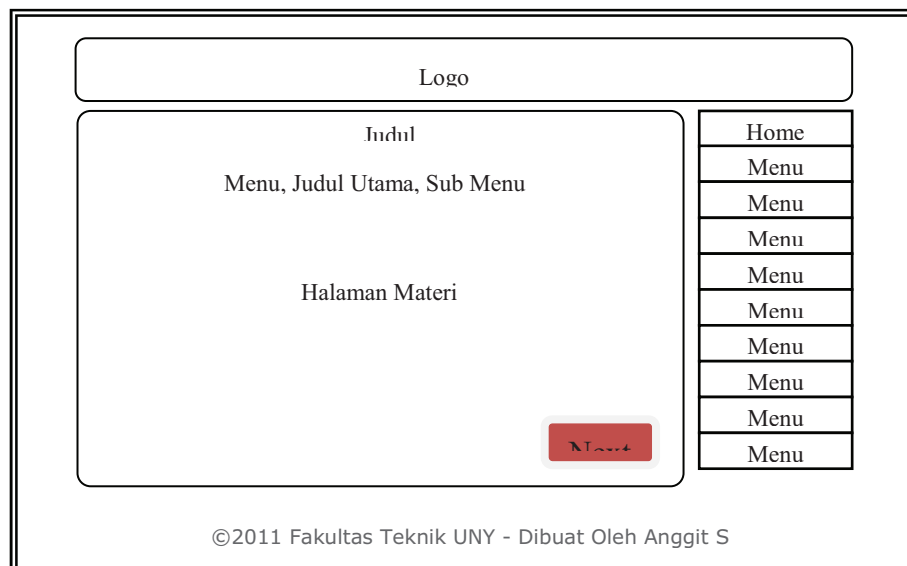 Logo
Judul
Menu, Judul Utama, Sub Menu
Halaman Materi
Next
Home
Menu
Menu
Menu
Menu
Menu
Menu
Menu
Menu
Menu
©2011 Fakultas Teknik UNY - Dibuat Oleh Anggit S